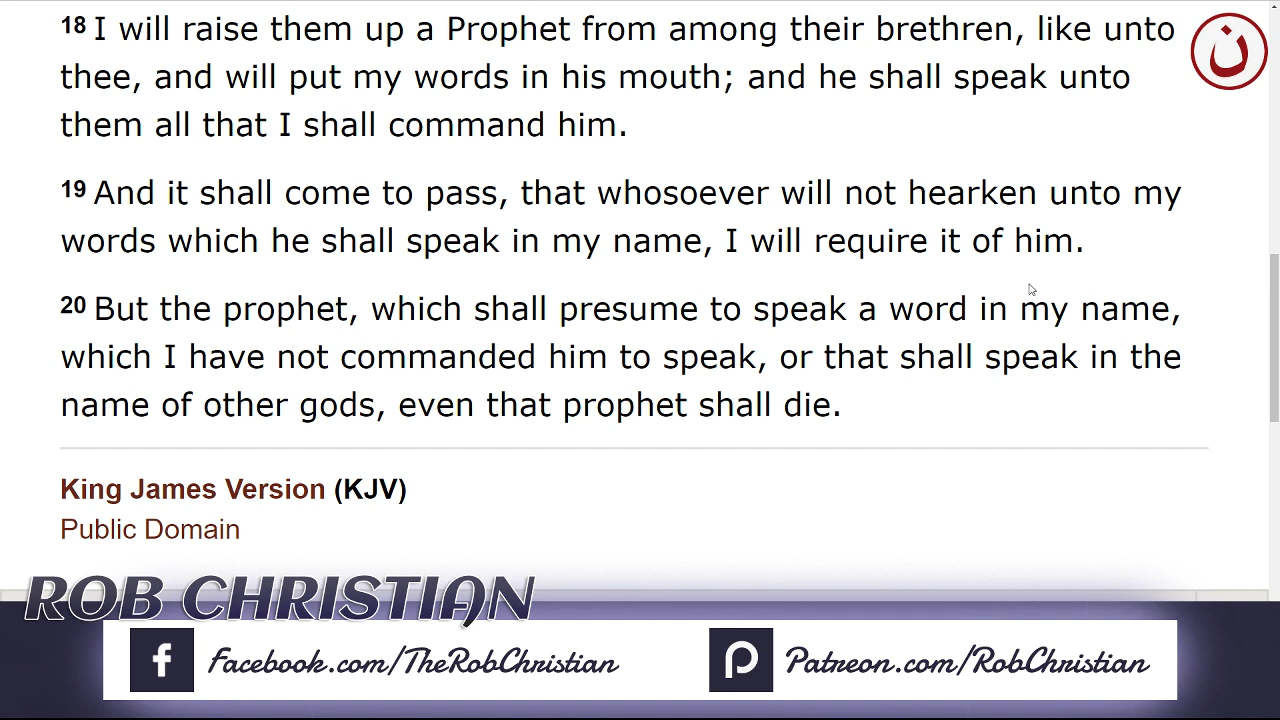 18 I will raise them up a Prophet from among their brethren, like unto
thee, and will put my words in his mouth; and he shall speak unto
them all that I shall command him.
19 And it shall come to pass, that whosoever will not hearken unto my
words which he shall speak in my name, I will require it of him.
20 But the prophet, which shall presume to speak a word in my name,
which I have not commanded him to speak, or that shall speak in the
name of other gods, even that prophet shall die.
King James Version (KJV)
Public Domain
ن
ROB CHRISTIAN
f Facebook.com/TheRobChristian
Patreon.com/RobChristian